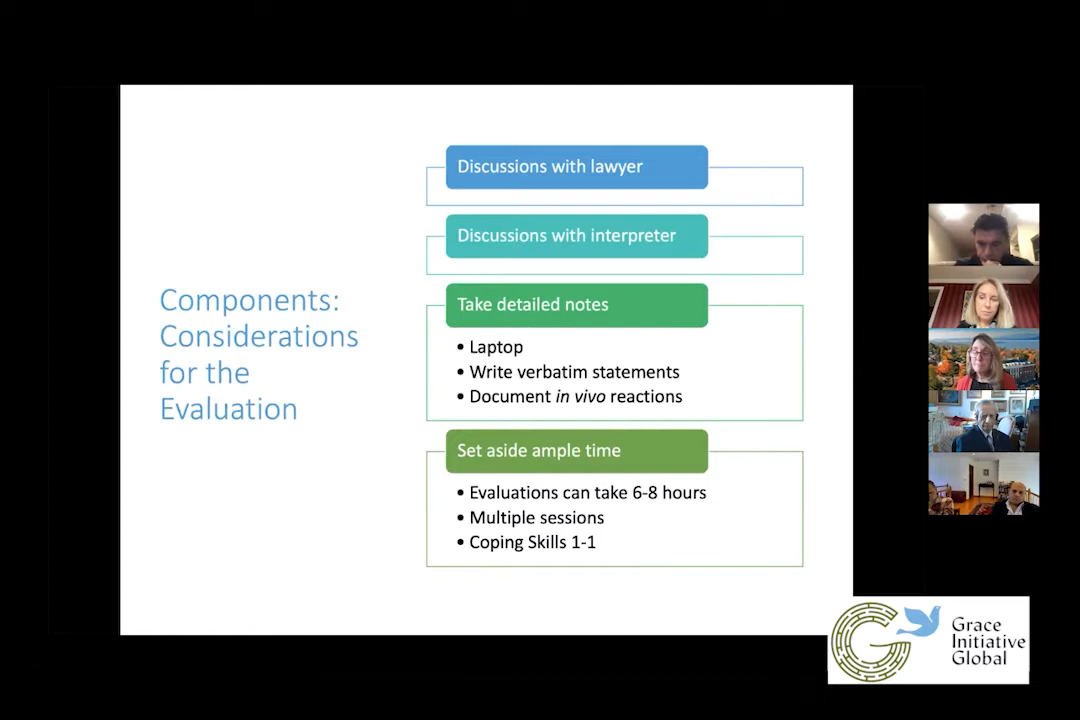 Components:
Considerations
for the
Evaluation
Discussions with lawyer
Discussions with interpreter
Take detailed notes
• Laptop
• Write verbatim statements
• Document in vivo reactions
Set aside ample time
• Evaluations can take 6-8 hours
• Multiple sessions
• Coping Skills 1-1
Grace
Initiative
Global